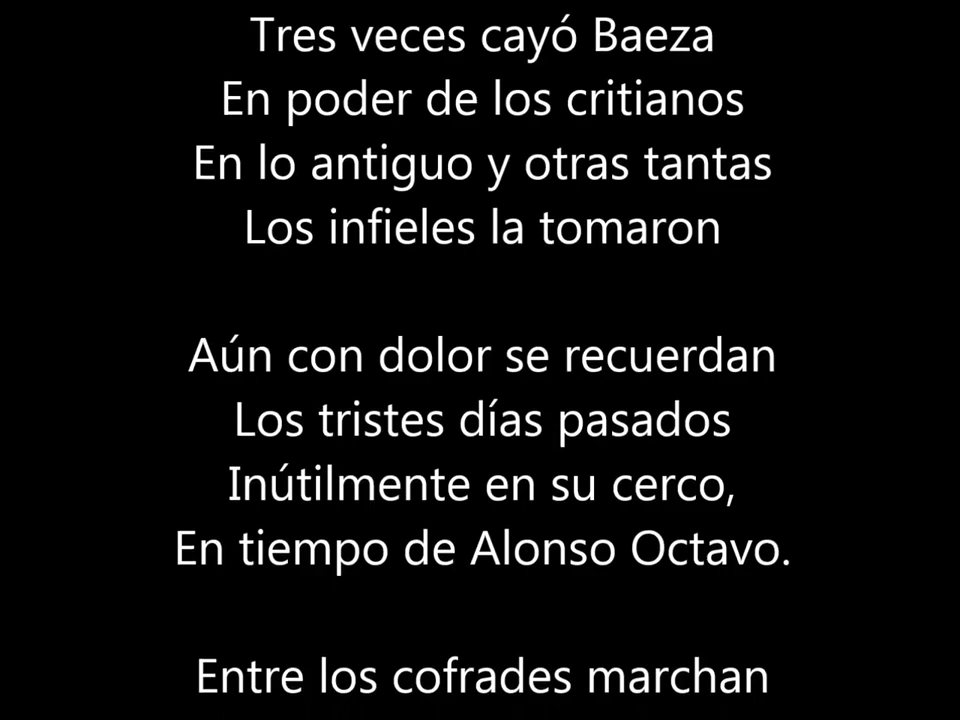 Tres veces cayó Baeza
En poder de los critianos
En lo antiguo y otras tantas
Los infieles la tomaron
Aún con dolor se recuerdan
Los tristes días pasados
Inútilmente en su cerco,
En tiempo de Alonso Octavo.
Entre los cofrades marchan